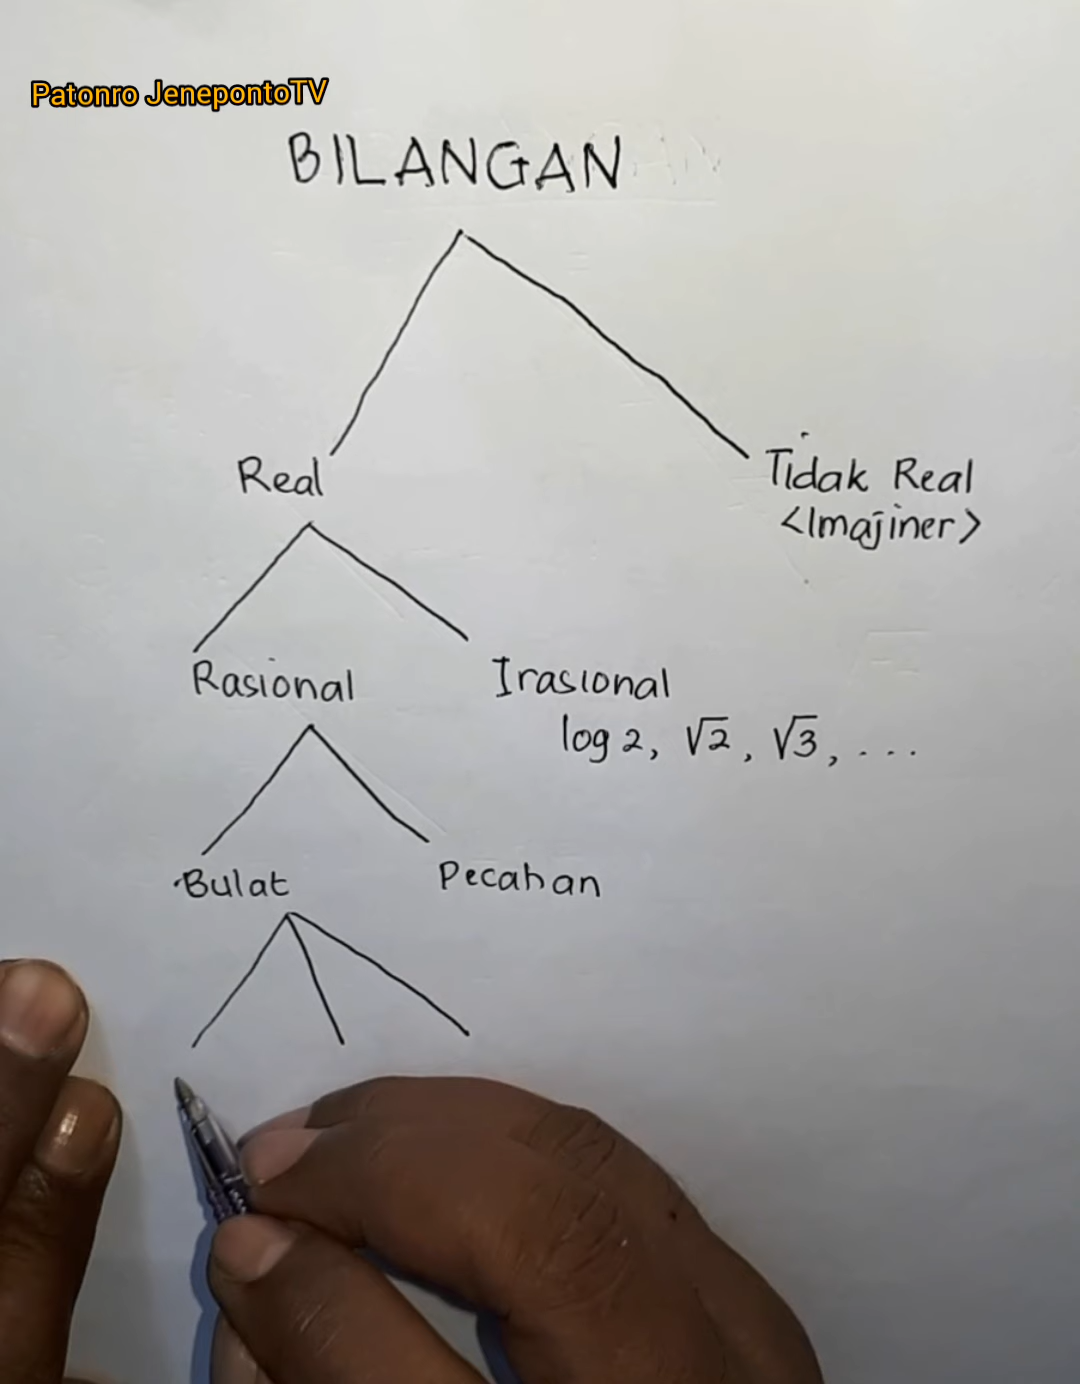 Patonro JenepontoTV
BILANGAN
Real
Tidak Real
<Imajiner>
Rasional
Irasional
log 2, √2, √3, ...
Bulat
Pecahan